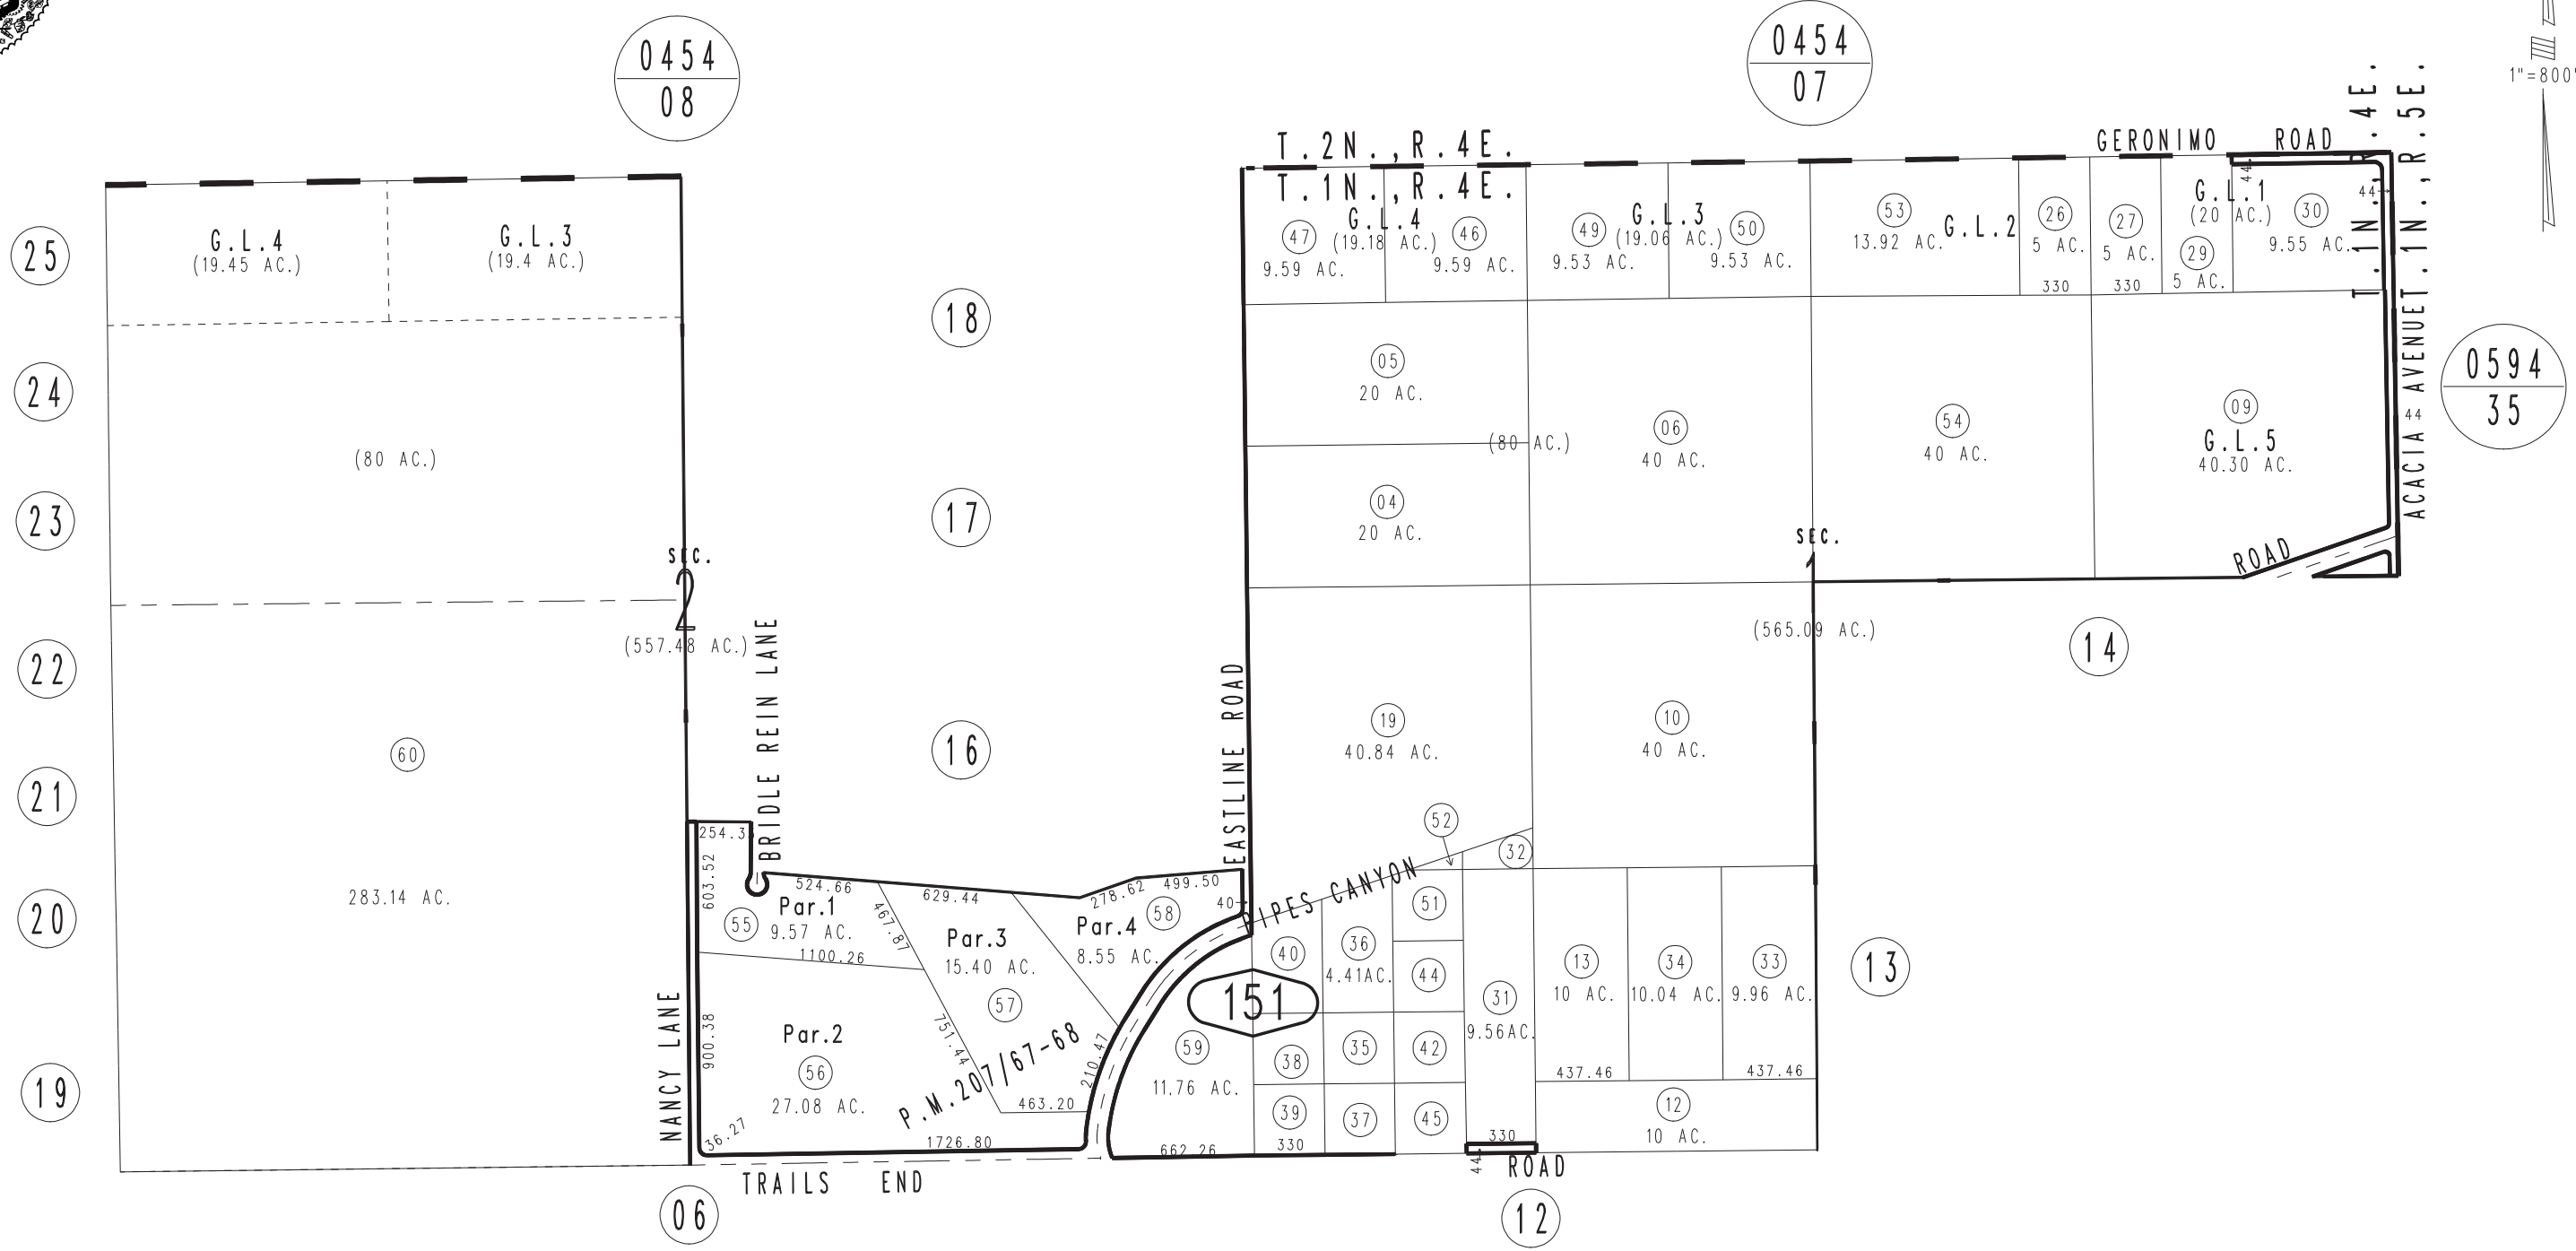 0454
08
0454
07
1"=800'
T.2N.,R.4E.
T.1N.,R.4E.
GERONIMO ROAD
T.1N.,R.4E.
T.1N.,R.5E.
44
44
25
G.L.4
(19.45 AC.)
G.L.3
(19.4 AC.)
18
47
9.59 AC.
G.L.4
(19.18 AC.)
46
9.59 AC.
49
9.53 AC.
G.L.3
(19.06 AC.)
50
9.53 AC.
53
13.92 AC.
G.L.2
26
5 AC.
330
27
5 AC.
330
G.L.1
(20 AC.)
29
5 AC.
30
9.55 AC.
24
(80 AC.)
05
20 AC.
(80 AC.)
06
40 AC.
54
40 AC.
09
G.L.5
40.30 AC.
ACACIA AVENUE
44
0594
35
23
17
04
20 AC.
SEC.
2
(557.48 AC.)
SEC.
1
(565.09 AC.)
ROAD
22
14
BRIDLE REIN LANE
EASTLINE ROAD
60
283.14 AC.
16
19
40.84 AC.
10
40 AC.
21
52
32
254.3
603.52
524.66
629.44
278.62
499.50
40
PIPES CANYON
20
55
Par.1
9.57 AC.
467.87
1100.26
Par.3
15.40 AC.
57
Par.4
58
8.55 AC.
40
36
4.41AC.
51
44
13
10 AC.
34
10.04 AC.
33
9.96 AC.
13
151
31
9.56AC.
NANCY LANE
900.38
Par.2
56
27.08 AC.
751.44
P.M.207/67-68
210.47
463.20
59
11.76 AC.
38
35
42
437.46
437.46
19
39
330
37
45
12
10 AC.
36.27
1726.80
662.26
330
44
TRAILS END
ROAD
06
12